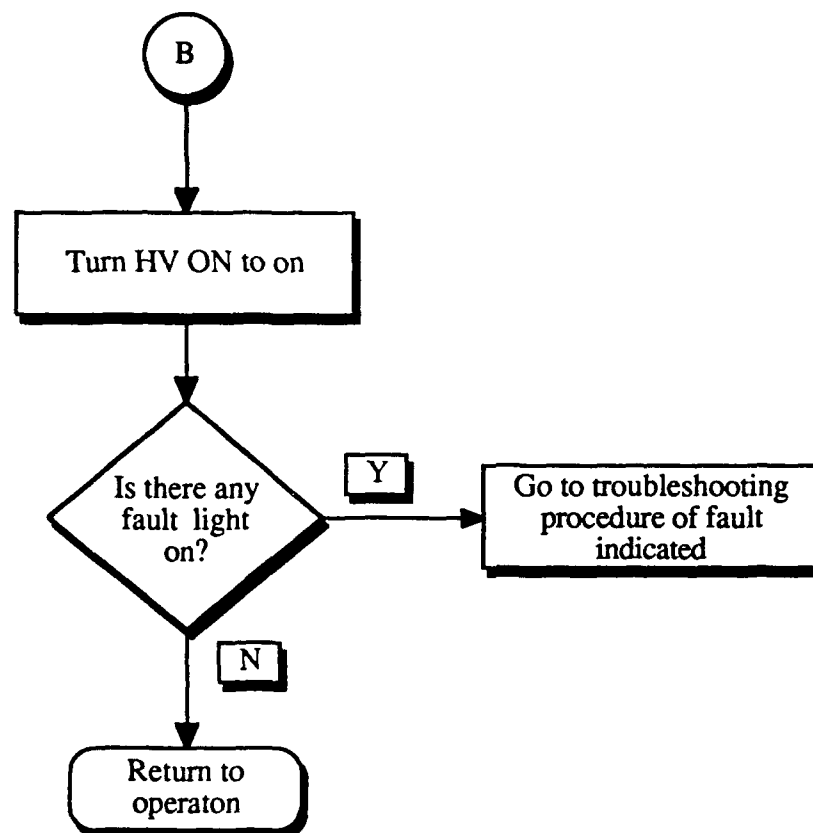 B
Turn HV ON to on
Is there any
fault light
on?
Y
Go to troubleshooting
procedure of fault
indicated
N
Return to
operaton